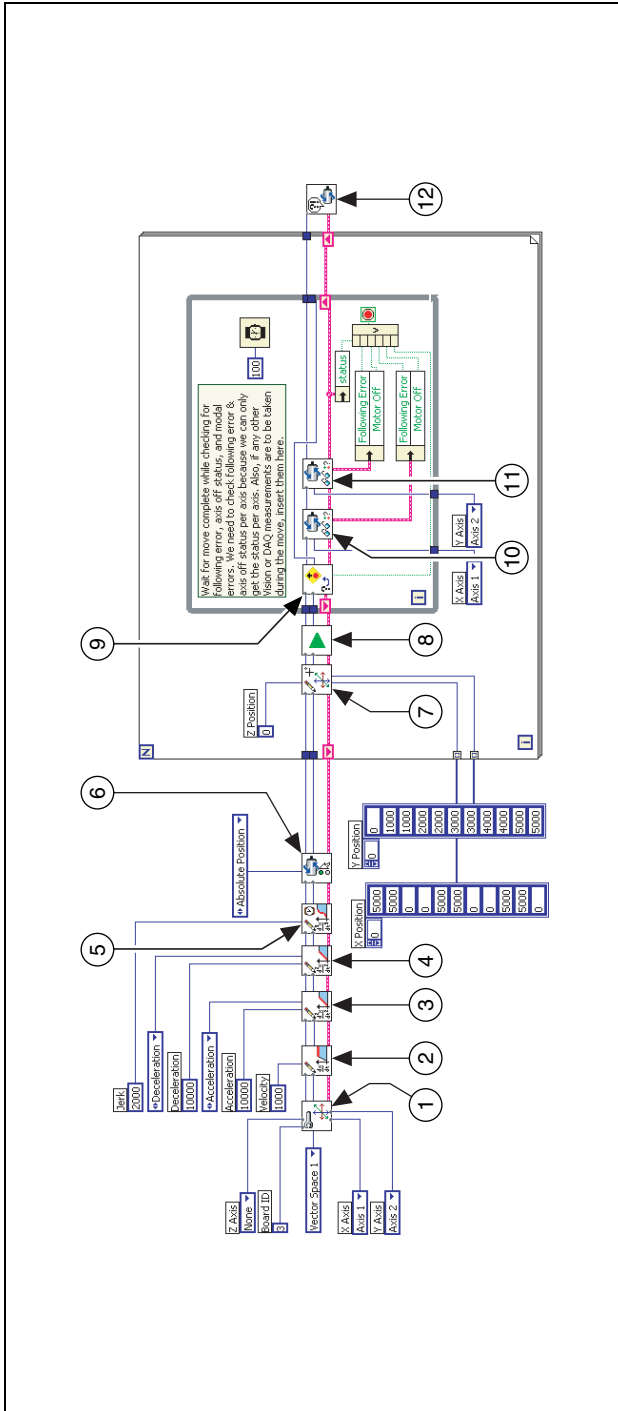 Jerk
2000
Deceleration
Deceleration
10000
Acceleration
Acceleration
10000
Velocity
1000
Z Axis
None
Board ID
3
Vector Space 1
X Axis
Axis 1
Y Axis
Axis 2
1
2
3
4
5
6
Absolute Position
X Position
0
5000
5000
0
0
5000
5000
0
0
5000
5000
0
Y Position
0
0
1000
1000
2000
2000
3000
3000
4000
4000
5000
5000
N
Z Position
0
7
8
9
Wait for move complete while checking for
following error, axis off status, and modal
errors. We need to check following error &
axis off status per axis because we can only
get the status per axis. Also, if any other
Vision or DAQ measurements are to be taken
during the move, insert them here.
100
status
Following Error
Motor Off
Following Error
Motor Off
i
i
X Axis
Axis 1
Y Axis
Axis 2
10
11
12